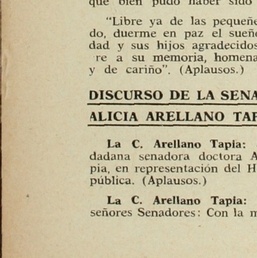 que bien pudo haber sido
"Libre ya de las pequeñe
do, duerme en paz el sueñ
dad y sus hijos agradecidos
re a su memoria, homena
y de cariño". (Aplausos.)
DISCURSO DE LA SENA
ALICIA ARELLANO TAP
La C. Arellano Tapia:
dadana senadora doctora A
pia, en representación del H
pública. (Aplausos.)
La C. Arellano Tapia:
señores Senadores: Con la m